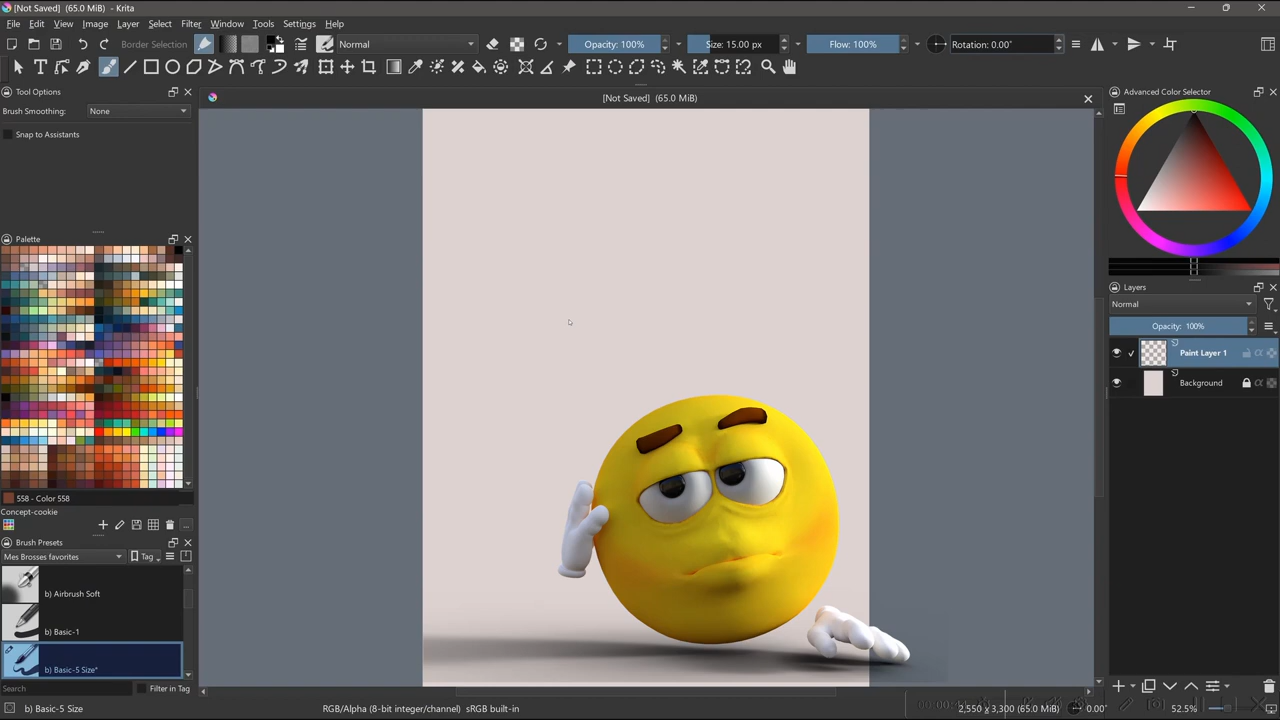 [Not Saved]  (65.0 MiB)  - Krita
File Edit View Image Layer Select Filter Window Tools Settings Help
Border Selection Normal Opacity: 100% Size: 15.00 px Flow: 100% Rotation: 0.00°
Tool Options
Brush Smoothing: None
Snap to Assistants
[Not Saved]  (65.0 MiB)
Advanced Color Selector
Palette
558 - Color 558
Concept-cookie
...
Brush Presets
Mes Brosses favorites Tag
b) Airbrush Soft
b) Basic-1
b) Basic-5 Size*
Search Filter in Tag
Layers
Normal
Opacity: 100%
Paint Layer 1
Background
b) Basic-5 Size RGB/Alpha (8-bit integer/channel)  sRGB built-in 2,550 x 3,300 (65.0 MiB) 0.00° 52.5%